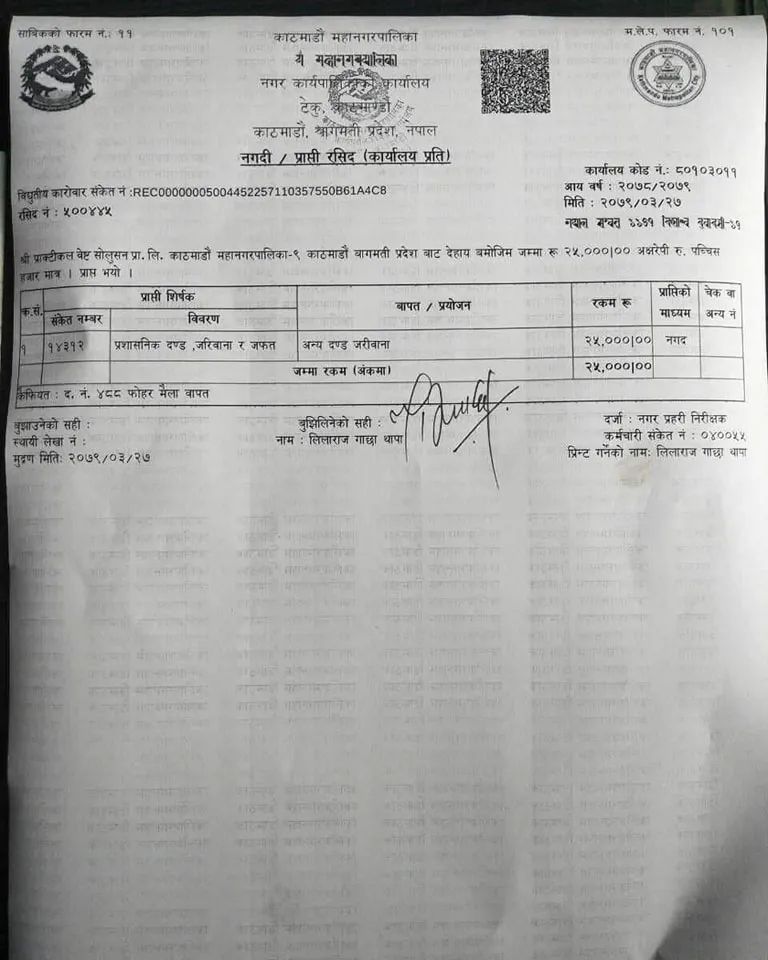 साबिकको फारम नं.: ११
म.ले.प. फारम नं. १०१
काठमाडौं महानगरपालिका
नगर कार्यपालिकाको कार्यालय
टेकु, काठमाण्डौ
काठमाडौं, बागमती प्रदेश, नेपाल
नगदी / प्राप्ती रसिद (कार्यालय प्रति)
Kathmandu Metropolitan City
कार्यालय कोड नं.: ८०१०३०११
विधुतीय कारोबार संकेत नं :REC00000005004452257110357550B61A4C8
आय वर्ष : २०७८/२०७९
रसिद नं : ५००४४५
मिति : २०७९/०३/२७
श्री प्राक्टीकल वेष्ट सोलुसन प्रा. लि. काठमाडौं महानगरपालिका-९ काठमाडौं बागमती प्रदेश बाट देहाय बमोजिम जम्मा रू २५,०००|०० अक्षरेपी रु. पच्चिस
हजार मात्र । प्राप्त भयो ।
क.सं. प्राप्ती शिर्षक बापत / प्रयोजन रकम रू प्राप्तिको माध्यम चेक वा अन्य नं
संकेत नम्बर विवरण
१ १४३१२ प्रशासनिक दण्ड ,जरिवाना र जफत अन्य दण्ड जरीवाना २५,०००|०० नगद
जम्मा रकम (अंकमा) २५,०००|००
कैफियत : द. नं. ४८८ फोहर मैला वापत
बुझाउनेको सही :
बुझिलिनेको सही :
दर्जा : नगर प्रहरी निरीक्षक
स्थायी लेखा नं :
नाम : लिलाराज गाछा थापा
कर्मचारी संकेत नं : ०४००५५
मुद्रण मिति: २०७९/०३/२७
प्रिन्ट गर्नेको नाम: लिलाराज गाछा थापा